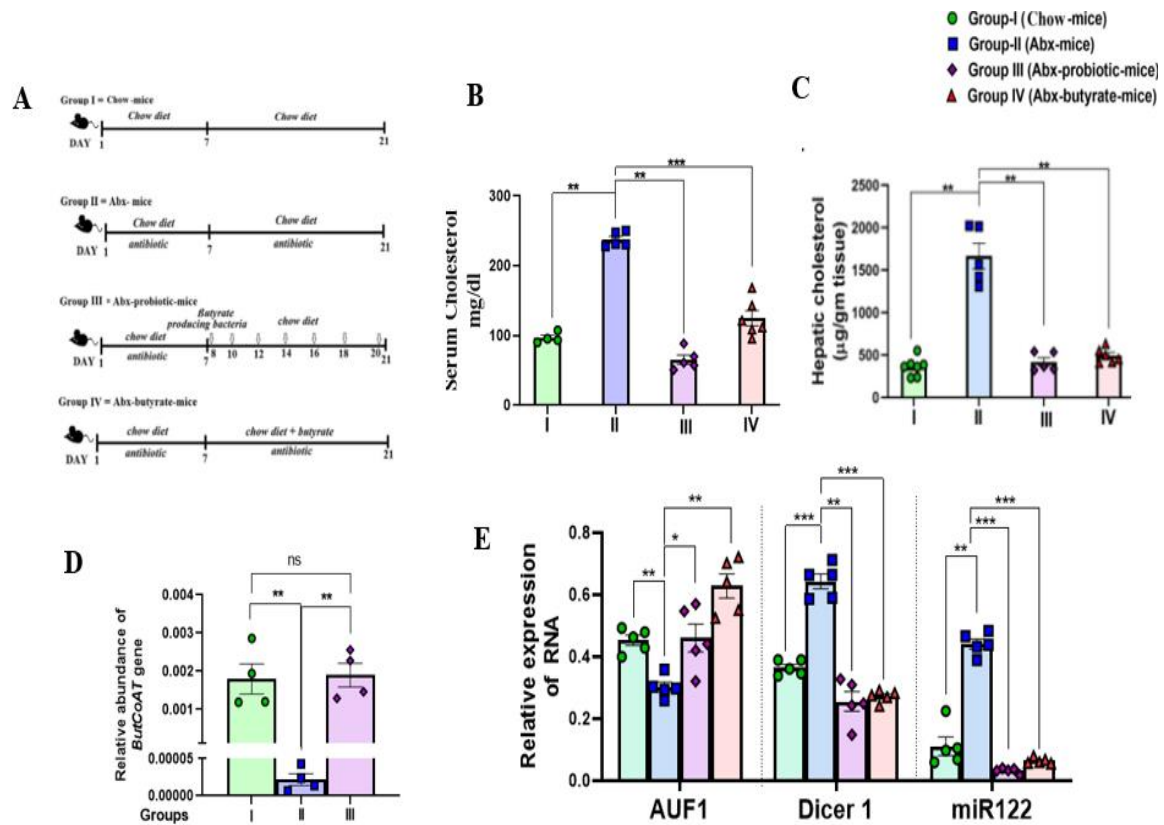 Group-I (Chow-mice)
Group-II (Abx-mice)
Group III (Abx-probiotic-mice)
Group IV (Abx-butyrate-mice)
A
Group I = Chow-mice
Chow diet
Chow diet
DAY 1
7
21
Group II = Abx- mice
Chow diet
Chow diet
DAY 1
antibiotic
7
antibiotic
21
Group III = Abx-probiotic-mice
Butyrate
producing bacteria
chow diet
chow diet
DAY 1
antibiotic
7
8
10
12
14
16
18
20
21
Group IV = Abx-butyrate-mice
chow diet
chow diet + butyrate
DAY 1
antibiotic
7
antibiotic
21
B
Serum Cholesterol
mg/dl
300
200
100
0
**
**
***
I
II
III
IV
C
Hepatic cholesterol
(µg/gm tissue)
2500
2000
1500
1000
500
0
**
**
**
I
II
III
IV
D
Relative abundance of
ButCoAT gene
0.004
0.003
0.002
0.001
0.00005
0.00000
ns
**
**
Groups
I
II
III
E
Relative expression
of RNA
0.8
0.6
0.4
0.2
0.0
**
*
**
***
**
***
**
***
***
AUF1
Dicer 1
miR122